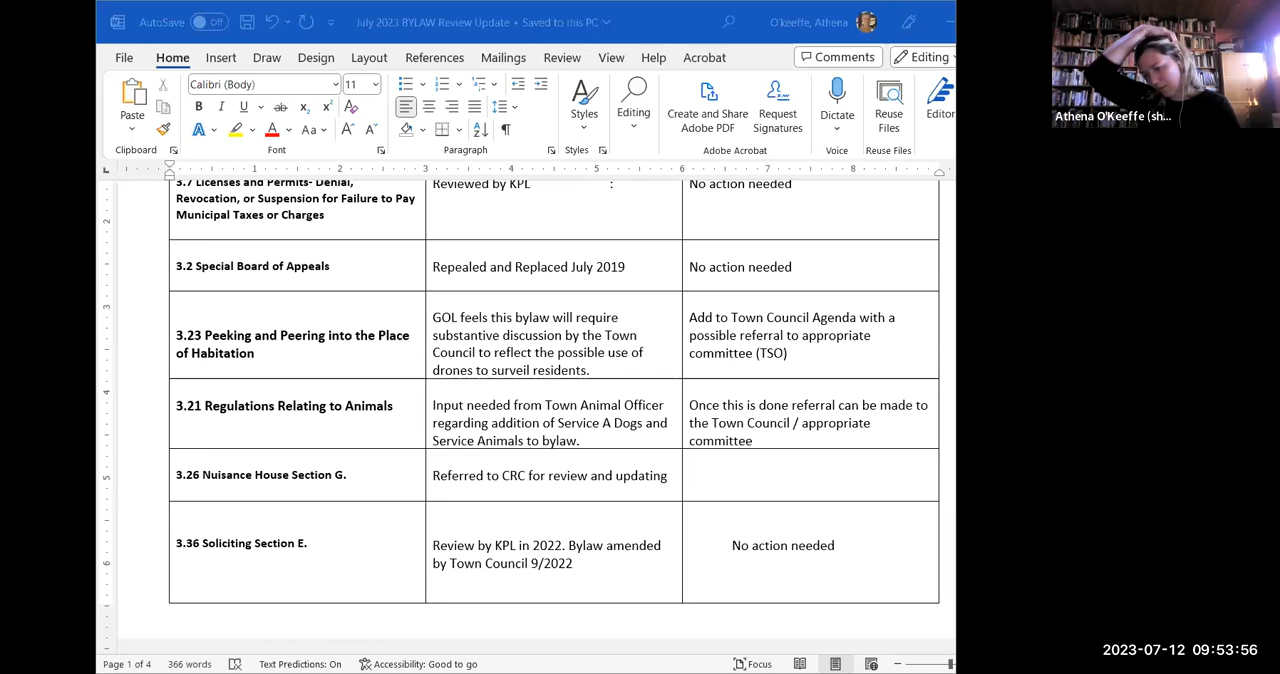 AutoSave Off July 2023 BYLAW Review Update • Saved to this PC O'keeffe, Athena
File Home Insert Draw Design Layout References Mailings Review View Help Acrobat Comments Editing
Calibri (Body) 11
Paste Styles Editing Create and Share Adobe PDF Request Signatures Dictate Reuse Files Editor
Clipboard Font Paragraph Styles Adobe Acrobat Voice Reuse Files
1 2 3 4 5 6 7 8
3.7 Licenses and Permits- Denial,
Revocation, or Suspension for Failure to Pay
Municipal Taxes or Charges
Reviewed by KPL :
No action needed
3.2 Special Board of Appeals
Repealed and Replaced July 2019
No action needed
3.23 Peeking and Peering into the Place
of Habitation
GOL feels this bylaw will require
substantive discussion by the Town
Council to reflect the possible use of
drones to surveil residents.
Add to Town Council Agenda with a
possible referral to appropriate
committee (TSO)
3.21 Regulations Relating to Animals
Input needed from Town Animal Officer
regarding addition of Service A Dogs and
Service Animals to bylaw.
Once this is done referral can be made to
the Town Council / appropriate
committee
3.26 Nuisance House Section G.
Referred to CRC for review and updating
3.36 Soliciting Section E.
Review by KPL in 2022. Bylaw amended
by Town Council 9/2022
No action needed
Page 1 of 4 366 words Text Predictions: On Accessibility: Good to go Focus
Athena O'Keeffe (sh...
2023-07-12 09:53:56